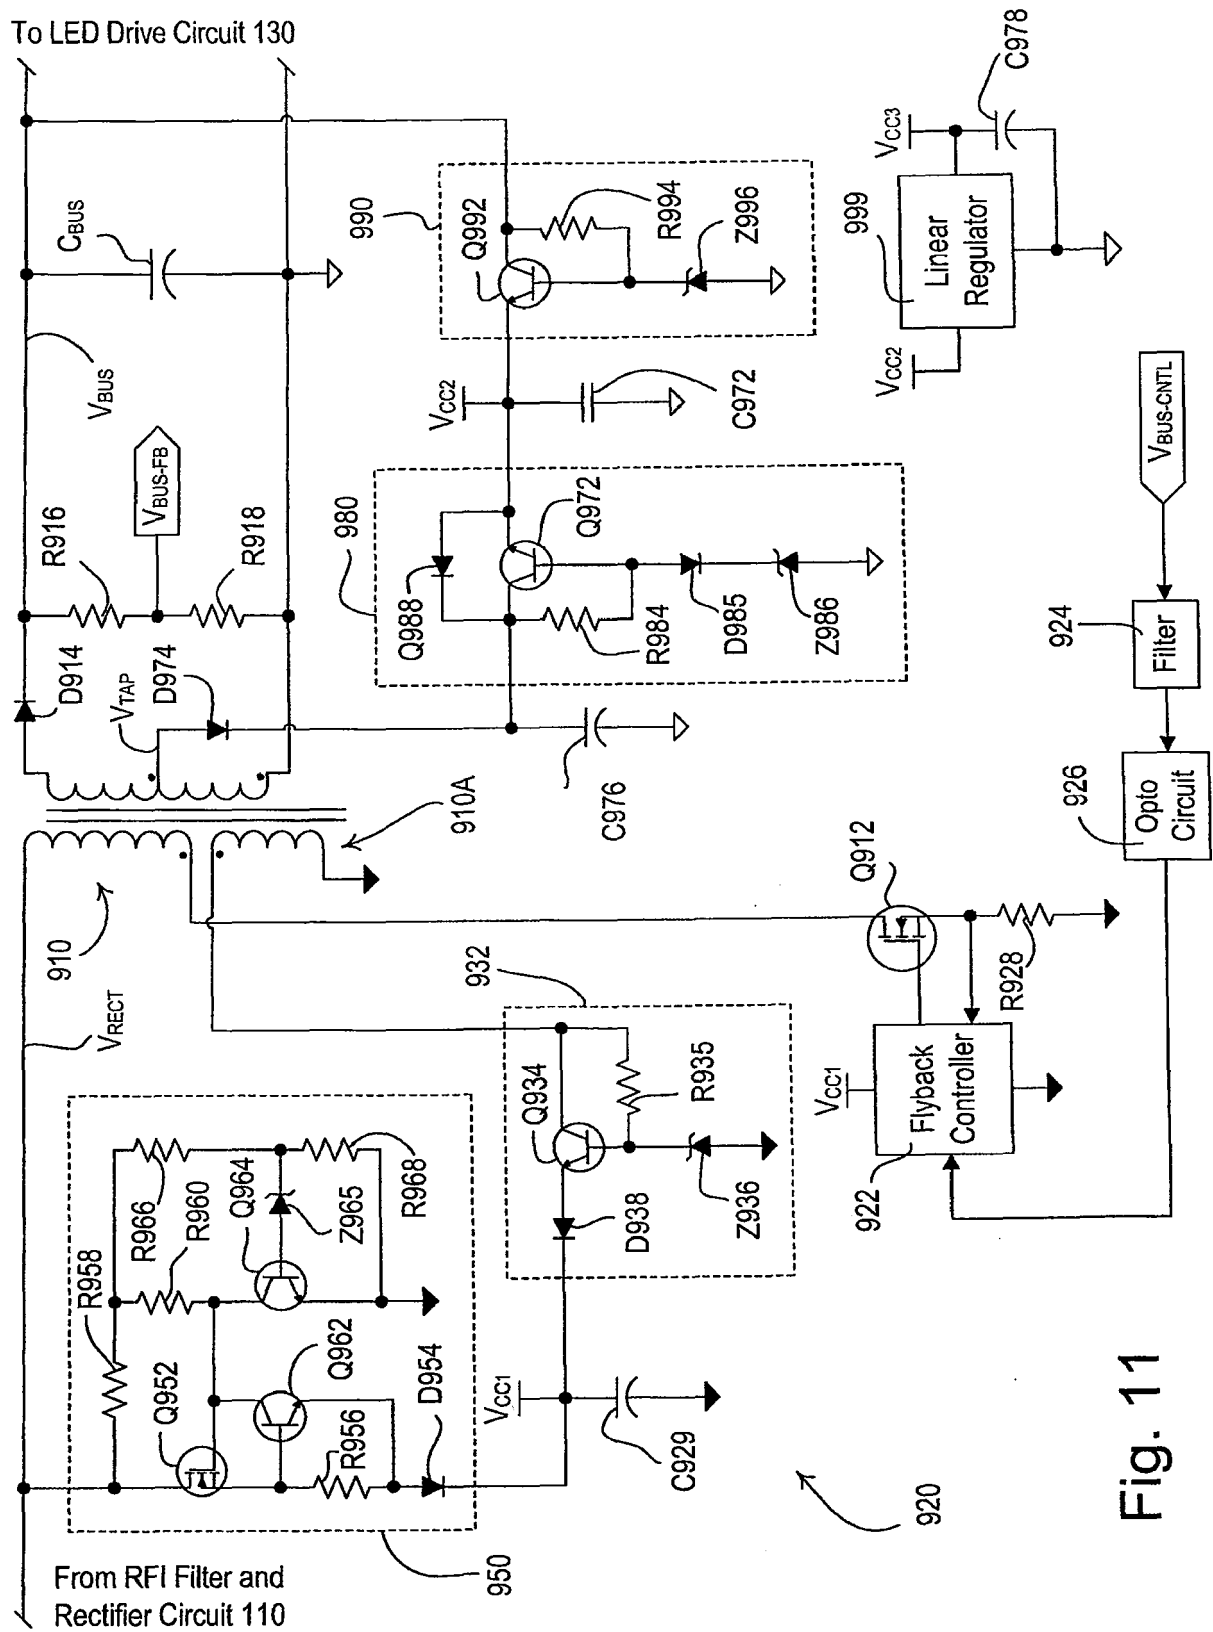 To LED Drive Circuit 130
C978
VCC3
999
Linear
Regulator
VCC2
CBUS
990
Q992
R994
Z996
VBUS
VCC2
C972
VBUS-CNTL
R916
VBUS-FB
R918
980
Q972
Q988
R984
D985
Z986
924
Filter
D914
VTAP
D974
C976
910A
926
Opto
Circuit
910
VRECT
932
Q912
R928
Q934
R935
VCC1
Flyback
Controller
922
R966
R960
Q964
Z965
R968
D938
Z936
R958
Q952
Q962
R956
D954
VCC1
C929
950
920
From RFI Filter and
Rectifier Circuit 110
Fig. 11